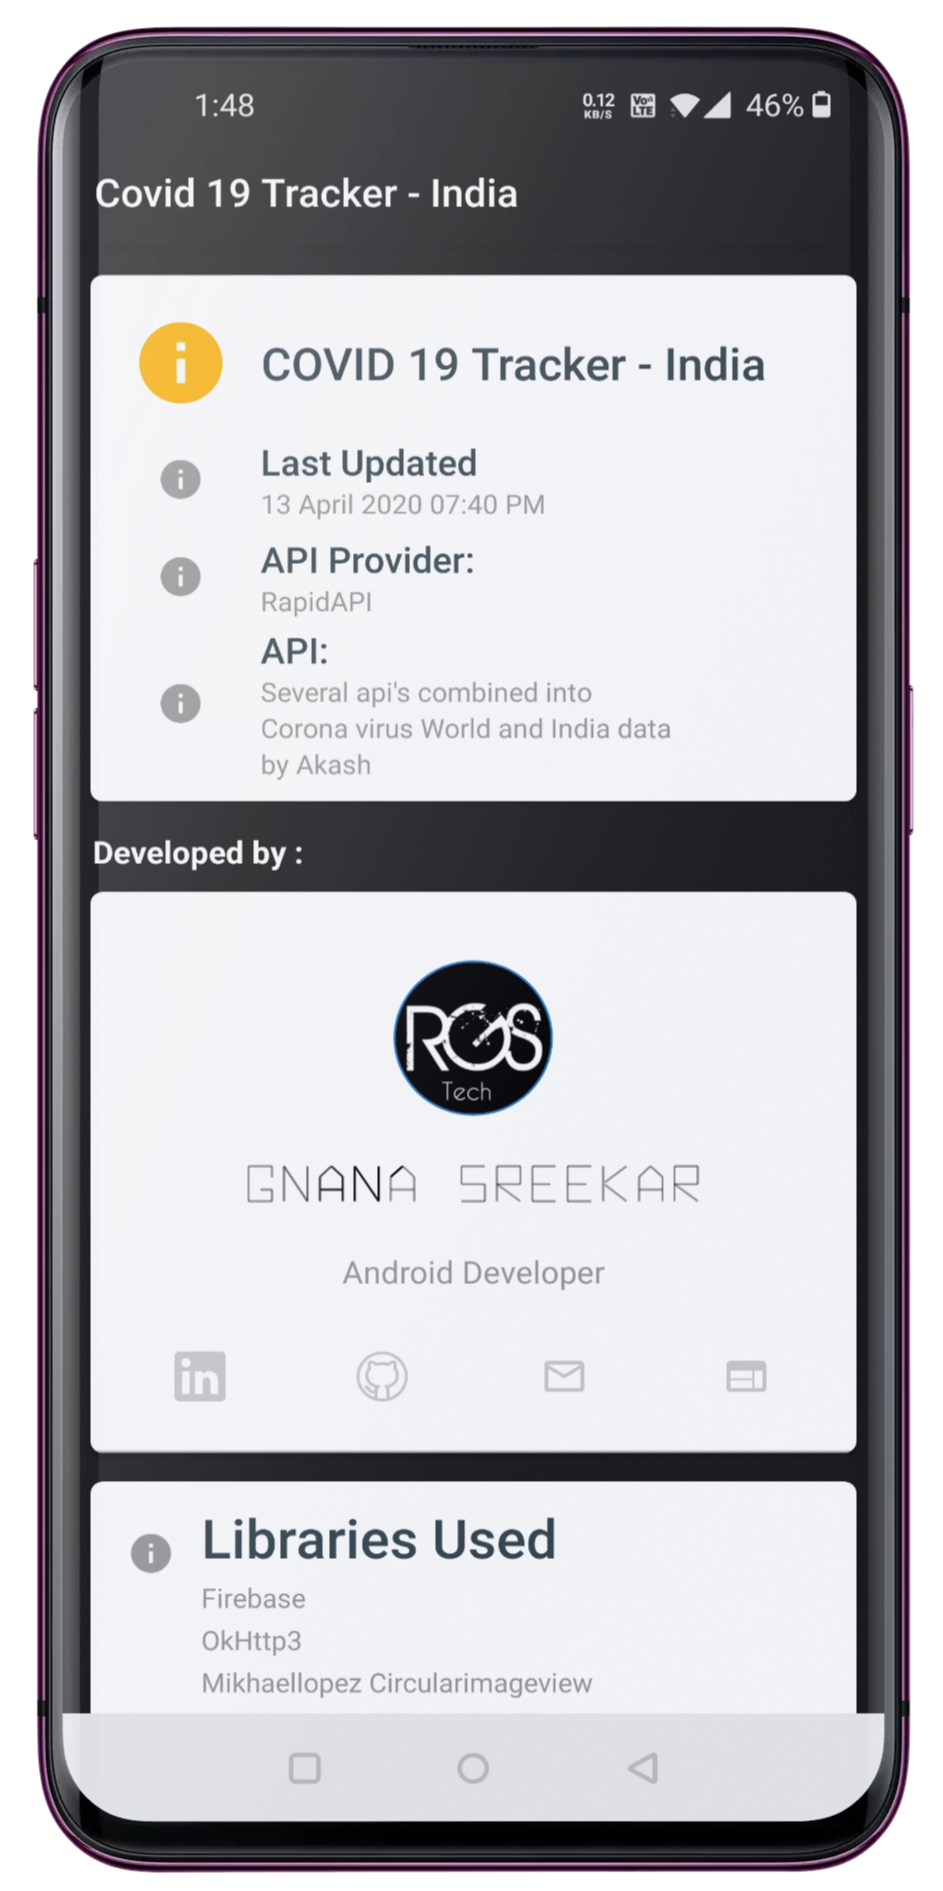 1:48
0.12
KB/S
Vo))
LTE
46%
Covid 19 Tracker - India
COVID 19 Tracker - India
Last Updated
13 April 2020 07:40 PM
API Provider:
RapidAPI
API:
Several api's combined into
Corona virus World and India data
by Akash
Developed by :
RGS
Tech
GNANA SREEKAR
Android Developer
in
Libraries Used
Firebase
OkHttp3
Mikhaellopez Circularimageview